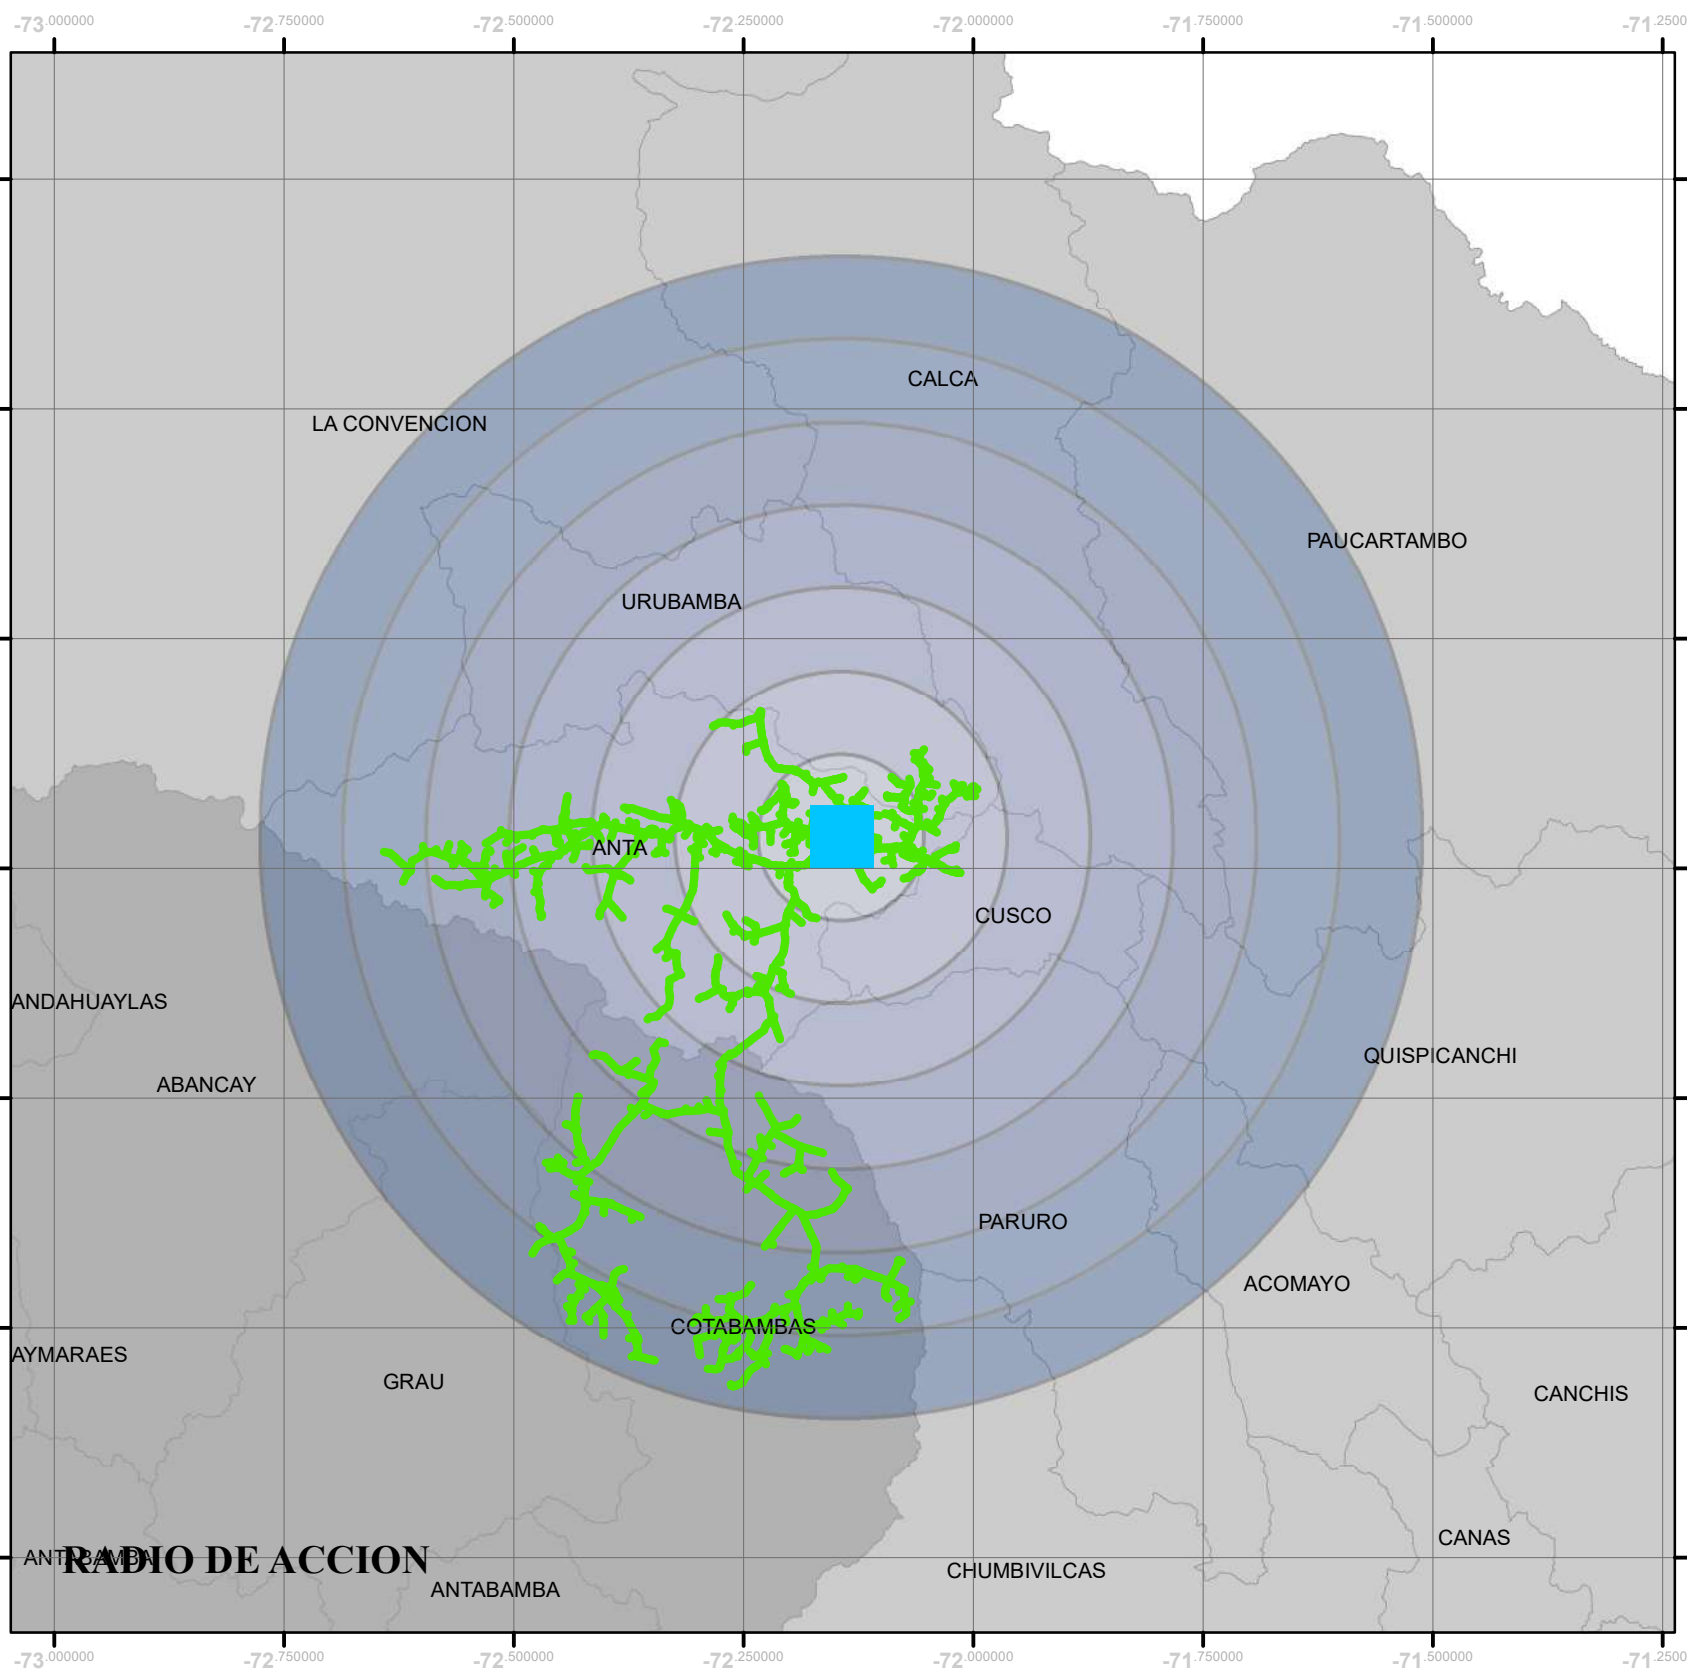 -73.000000 -72.750000 -72.500000 -72.250000 -72.000000 -71.750000 -71.500000 -71.2500
CALCA
LA CONVENCION
PAUCARTAMBO
URUBAMBA
ANTA
CUSCO
ANDAHUAYLAS
QUISPICANCHI
ABANCAY
PARURO
ACOMAYO
COTABAMBAS
AYMARAES
GRAU
CANCHIS
CANAS
ANTABAMBA
RADIO DE ACCION
CHUMBIVILCAS
ANTABAMBA
-73.000000 -72.750000 -72.500000 -72.250000 -72.000000 -71.750000 -71.500000 -71.2500